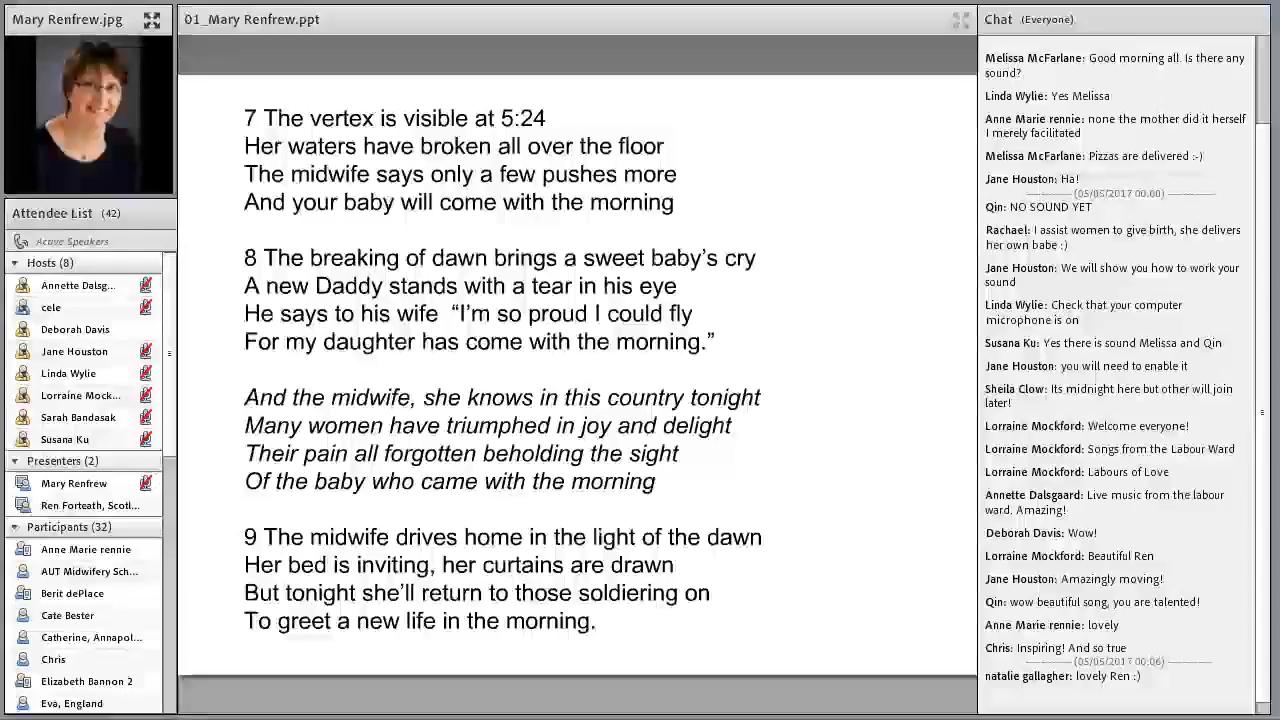 Mary Renfrew.jpg
Attendee List (42)
Active Speakers
Hosts (8)
Annette Dalsg...
cele
Deborah Davis
Jane Houston
Linda Wylie
Lorraine Mock...
Sarah Bandasak
Susana Ku
Presenters (2)
Mary Renfrew
Ren Forteath, Scotl...
Participants (32)
Anne Marie rennie
AUT Midwifery Sch...
Berit dePlace
Cate Bester
Catherine, Annapol...
Chris
Elizabeth Bannon 2
Eva, England
01_Mary Renfrew.ppt
7 The vertex is visible at 5:24
Her waters have broken all over the floor
The midwife says only a few pushes more
And your baby will come with the morning
8 The breaking of dawn brings a sweet baby’s cry
A new Daddy stands with a tear in his eye
He says to his wife “I’m so proud I could fly
For my daughter has come with the morning.”
And the midwife, she knows in this country tonight
Many women have triumphed in joy and delight
Their pain all forgotten beholding the sight
Of the baby who came with the morning
9 The midwife drives home in the light of the dawn
Her bed is inviting, her curtains are drawn
But tonight she’ll return to those soldiering on
To greet a new life in the morning.
Chat (Everyone)
Melissa McFarlane: Good morning all. Is there any
sound?
Linda Wylie: Yes Melissa
Anne Marie rennie: none the mother did it herself
I merely facilitated
Melissa McFarlane: Pizzas are delivered :-)
Jane Houston: Ha!
(05/05/2017 00:00)
Qin: NO SOUND YET
Rachael: I assist women to give birth, she delivers
her own babe :)
Jane Houston: We will show you how to work your
sound
Linda Wylie: Check that your computer
microphone is on
Susana Ku: Yes there is sound Melissa and Qin
Jane Houston: you will need to enable it
Sheila Clow: Its midnight here but other will join
later!
Lorraine Mockford: Welcome everyone!
Lorraine Mockford: Songs from the Labour Ward
Lorraine Mockford: Labours of Love
Annette Dalsgaard: Live music from the labour
ward. Amazing!
Deborah Davis: Wow!
Lorraine Mockford: Beautiful Ren
Jane Houston: Amazingly moving!
Qin: wow beautiful song, you are talented!
Anne Marie rennie: lovely
Chris: Inspiring! And so true
(05/05/2017 00:06)
natalie gallagher: lovely Ren :)